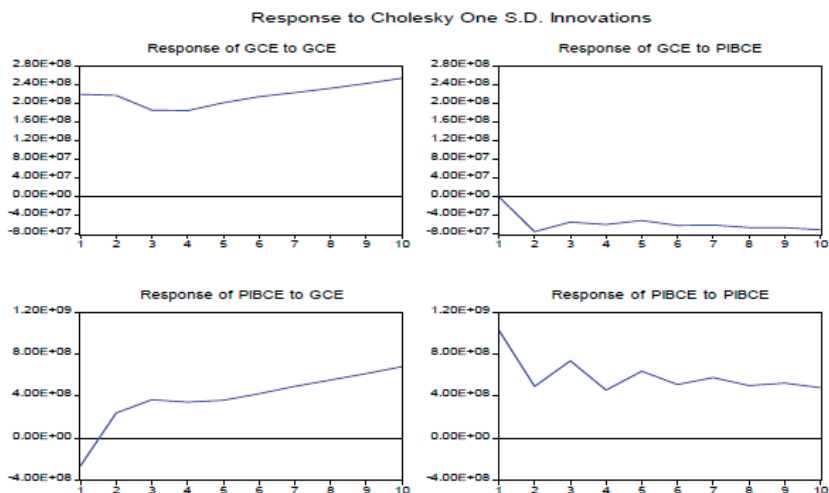 Response to Cholesky One S.D. Innovations
Response of GCE to GCE
2.80E+08
2.40E+08
2.00E+08
1.60E+08
1.20E+08
8.00E+07
4.00E+07
0.00E+00
-4.00E+07
-8.00E+07
1 2 3 4 5 6 7 8 9 10
Response of GCE to PIBCE
2.80E+08
2.40E+08
2.00E+08
1.60E+08
1.20E+08
8.00E+07
4.00E+07
0.00E+00
-4.00E+07
-8.00E+07
1 2 3 4 5 6 7 8 9 10
Response of PIBCE to GCE
1.20E+09
8.00E+08
4.00E+08
0.00E+00
-4.00E+08
1 2 3 4 5 6 7 8 9 10
Response of PIBCE to PIBCE
1.20E+09
8.00E+08
4.00E+08
0.00E+00
-4.00E+08
1 2 3 4 5 6 7 8 9 10